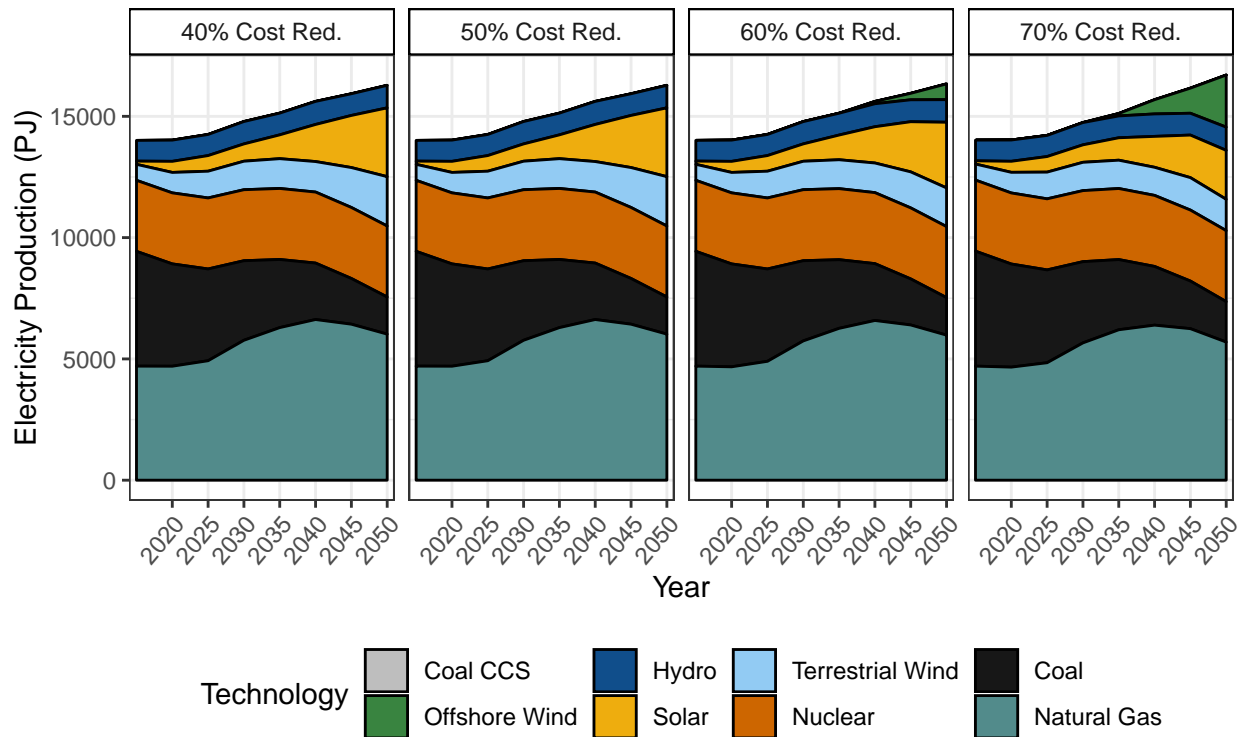 40% Cost Red.
50% Cost Red.
60% Cost Red.
70% Cost Red.
Electricity Production (PJ)
15000
10000
5000
0
2020 2025 2030 2035 2040 2045 2050
2020 2025 2030 2035 2040 2045 2050
2020 2025 2030 2035 2040 2045 2050
2020 2025 2030 2035 2040 2045 2050
Year
Technology
Coal CCS
Hydro
Terrestrial Wind
Coal
Offshore Wind
Solar
Nuclear
Natural Gas